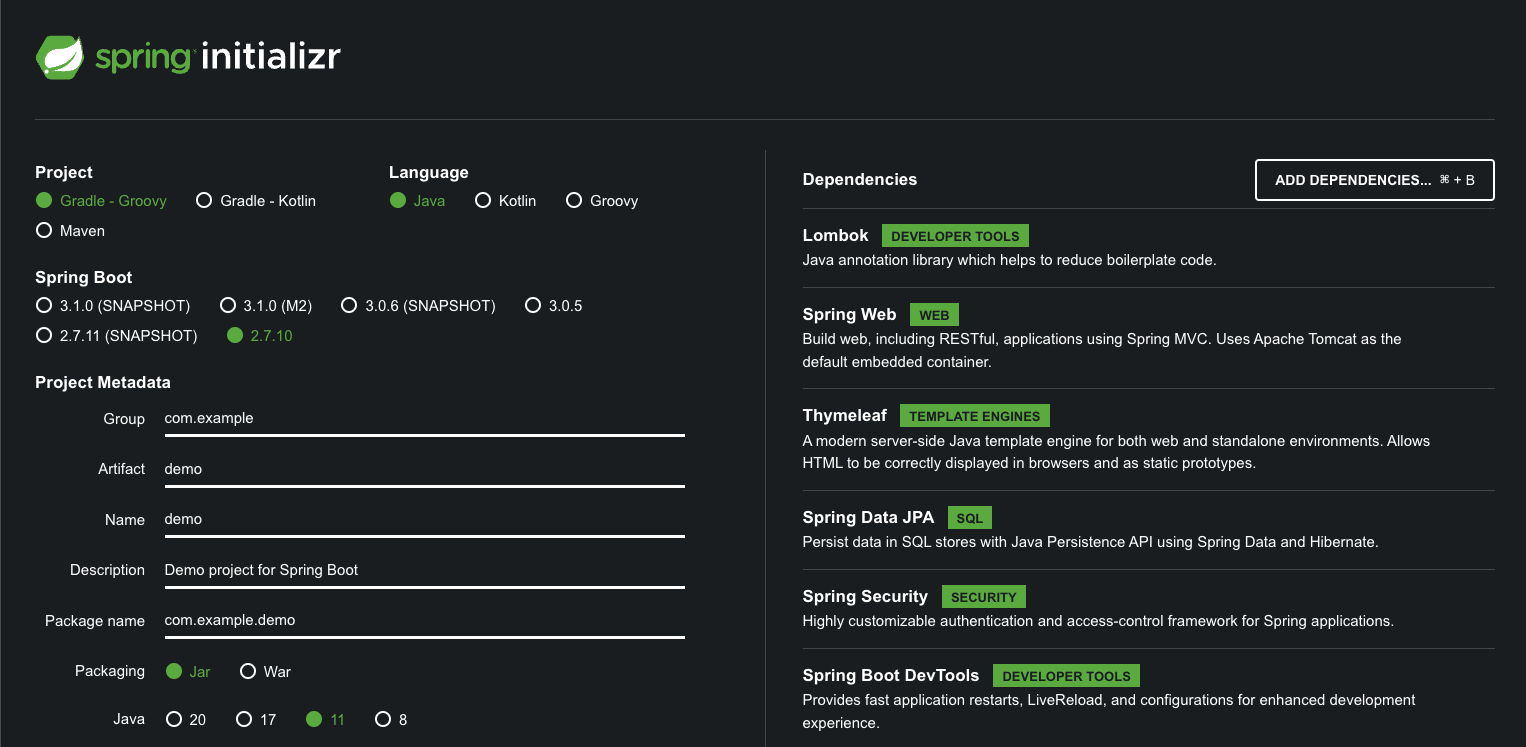 spring initializr
Project
Gradle - Groovy Gradle - Kotlin
Maven
Language
Java Kotlin Groovy
Spring Boot
3.1.0 (SNAPSHOT) 3.1.0 (M2) 3.0.6 (SNAPSHOT) 3.0.5
2.7.11 (SNAPSHOT) 2.7.10
Project Metadata
Group com.example
Artifact demo
Name demo
Description Demo project for Spring Boot
Package name com.example.demo
Packaging Jar War
Java 20 17 11 8
Dependencies
ADD DEPENDENCIES... ⌘ + B
Lombok DEVELOPER TOOLS
Java annotation library which helps to reduce boilerplate code.
Spring Web WEB
Build web, including RESTful, applications using Spring MVC. Uses Apache Tomcat as the
default embedded container.
Thymeleaf TEMPLATE ENGINES
A modern server-side Java template engine for both web and standalone environments. Allows
HTML to be correctly displayed in browsers and as static prototypes.
Spring Data JPA SQL
Persist data in SQL stores with Java Persistence API using Spring Data and Hibernate.
Spring Security SECURITY
Highly customizable authentication and access-control framework for Spring applications.
Spring Boot DevTools DEVELOPER TOOLS
Provides fast application restarts, LiveReload, and configurations for enhanced development
experience.